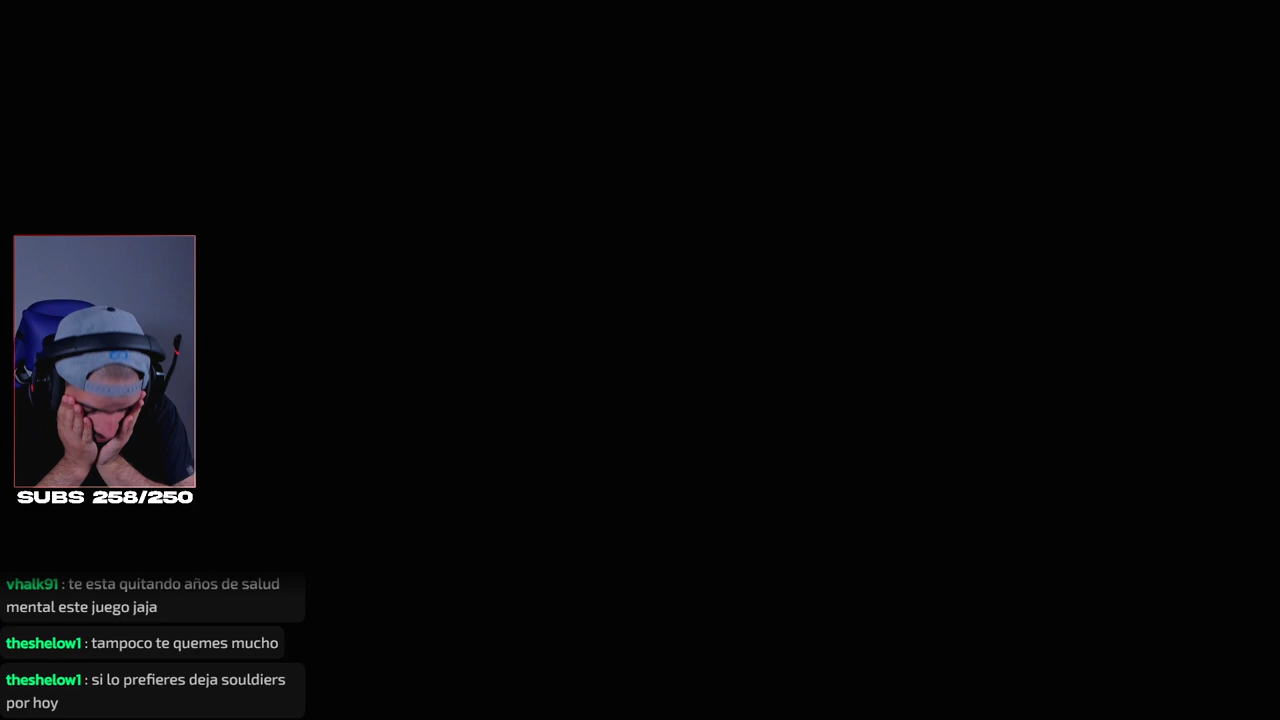 SUBS 258/250
vhalk91 : te esta quitando años de salud
mental este juego jaja
theshelow1 : tampoco te quemes mucho
theshelow1 : si lo prefieres deja souldiers
por hoy